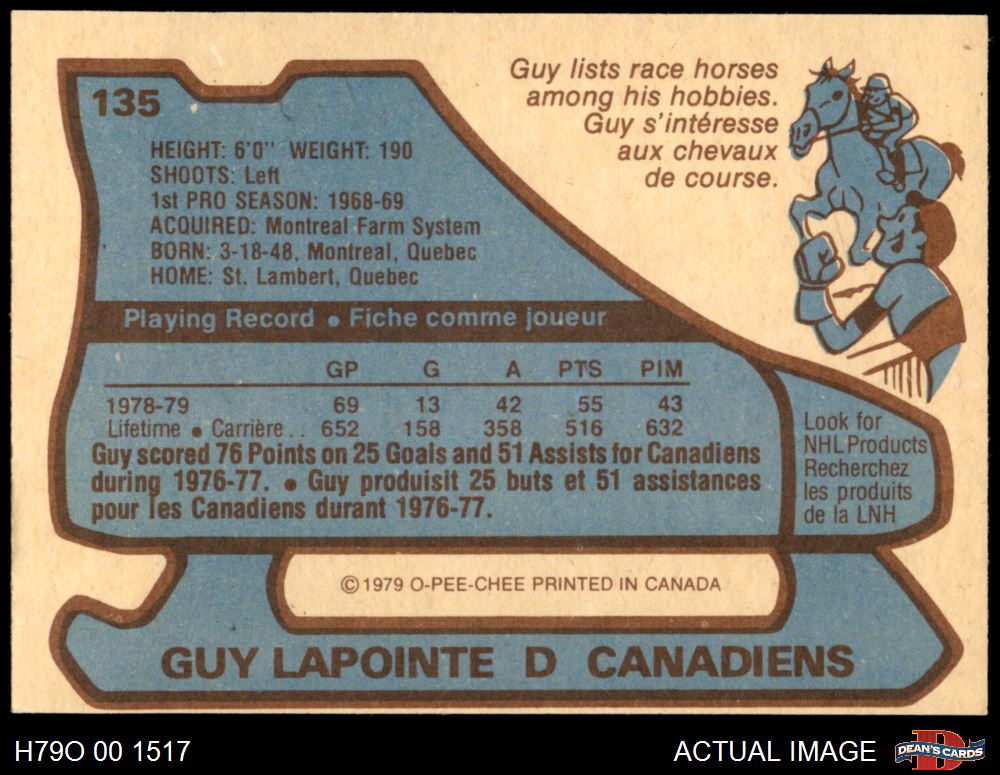 135
Guy lists race horses
among his hobbies.
Guy s'intéresse
aux chevaux
de course.
HEIGHT: 6'0" WEIGHT: 190
SHOOTS: Left
1st PRO SEASON: 1968-69
ACQUIRED: Montreal Farm System
BORN: 3-18-48, Montreal, Quebec
HOME: St. Lambert, Quebec
Playing Record • Fiche comme joueur
GP G A PTS PIM
1978-79 69 13 42 55 43
Lifetime • Carrière .. 652 158 358 516 632
Guy scored 76 Points on 25 Goals and 51 Assists for Canadiens
during 1976-77. • Guy produisit 25 buts et 51 assistances
pour les Canadiens durant 1976-77.
Look for
NHL Products
Recherchez
les produits
de la LNH
© 1979 O-PEE-CHEE PRINTED IN CANADA
GUY LAPOINTE D CANADIENS
H79O 00 1517
ACTUAL IMAGE
D
DEAN'S CARDS